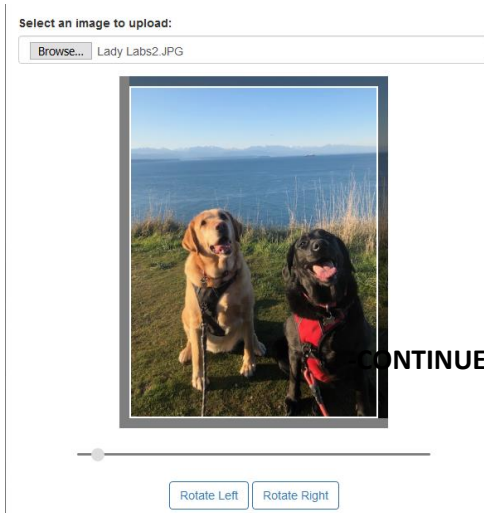 Select an image to upload:
Browse... Lady Labs2.JPG
CONTINUE
Rotate Left Rotate Right